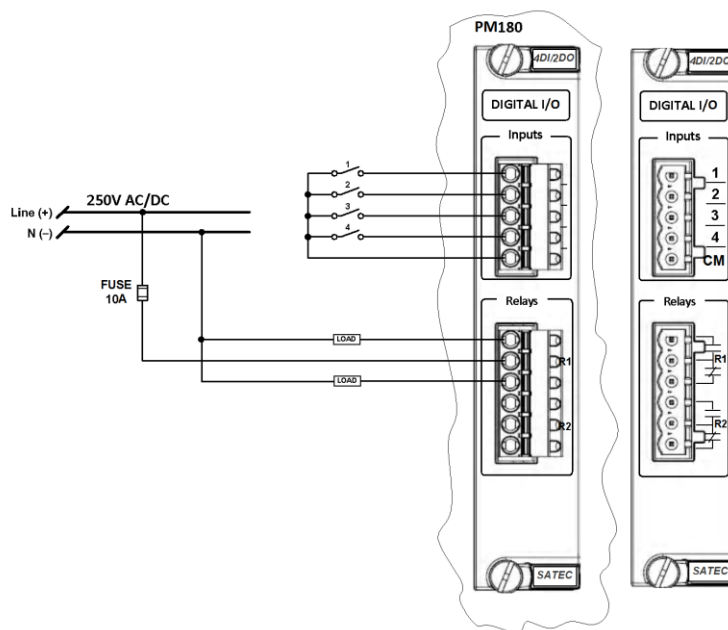 PM180
4DI/2DO
4DI/2DO
DIGITAL I/O
DIGITAL I/O
Inputs
Inputs
1
2
3
4
1
2
3
4
CM
250V AC/DC
Line (+)
N (–)
FUSE
10A
Relays
Relays
LOAD
LOAD
R1
R2
R1
R2
SATEC
SATEC